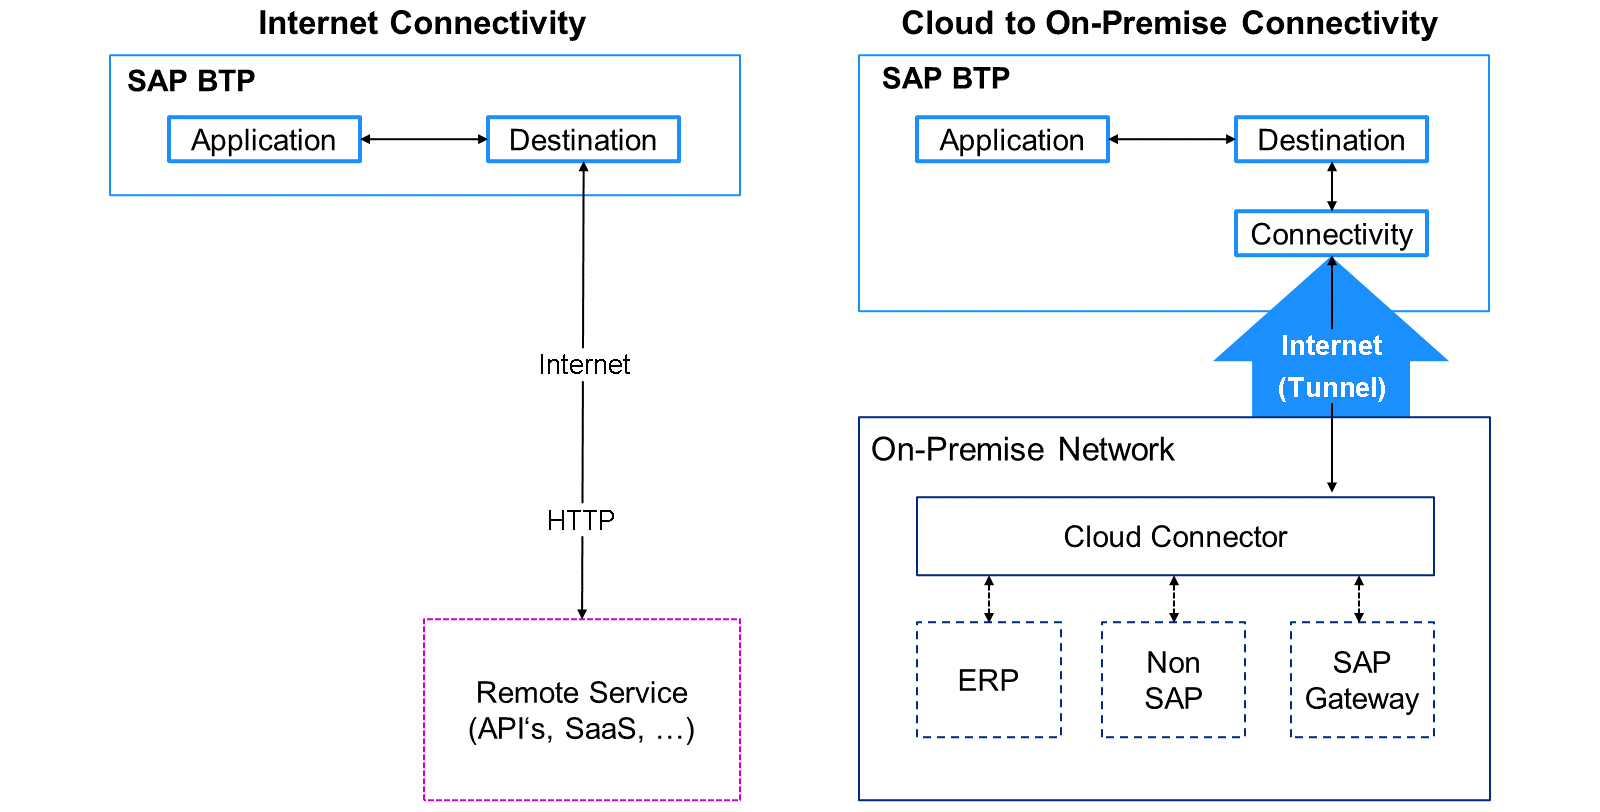 Internet Connectivity
SAP BTP
Application
Destination
Internet
HTTP
Remote Service
(API‘s, SaaS, …)
Cloud to On-Premise Connectivity
SAP BTP
Application
Destination
Connectivity
Internet
(Tunnel)
On-Premise Network
Cloud Connector
ERP
Non
SAP
SAP
Gateway